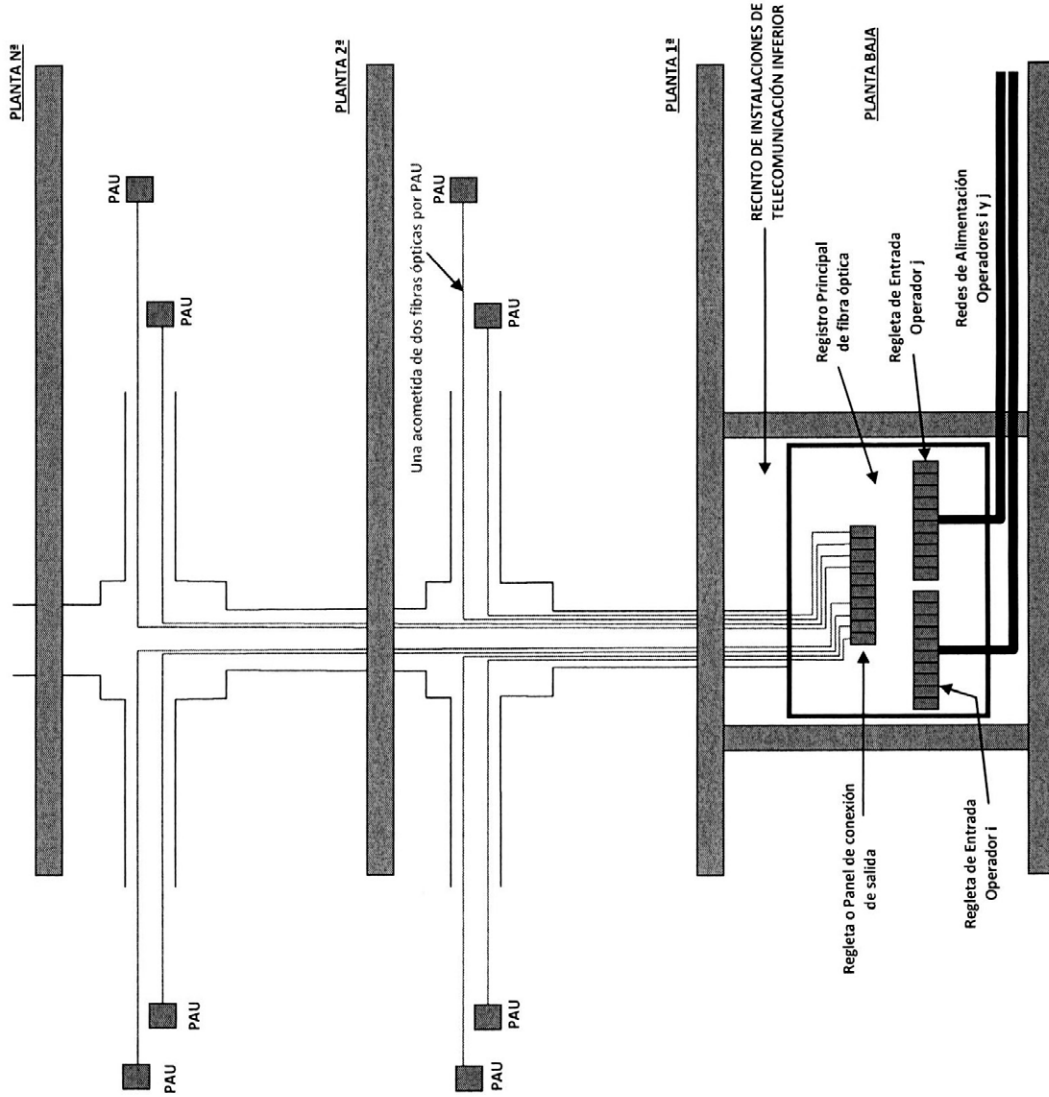 PLANTA Nª
PAU
PAU
PAU
PAU
PLANTA 2ª
Una acometida de dos fibras ópticas por PAU
PAU
PAU
PAU
PAU
PLANTA 1ª
RECINTO DE INSTALACIONES DE
TELECOMUNICACIÓN INFERIOR
PLANTA BAJA
Registro Principal
de fibra óptica
Regleta de Entrada
Operador j
Redes de Alimentación
Operadores i y j
Regleta o Panel de conexión
de salida
Regleta de Entrada
Operador i